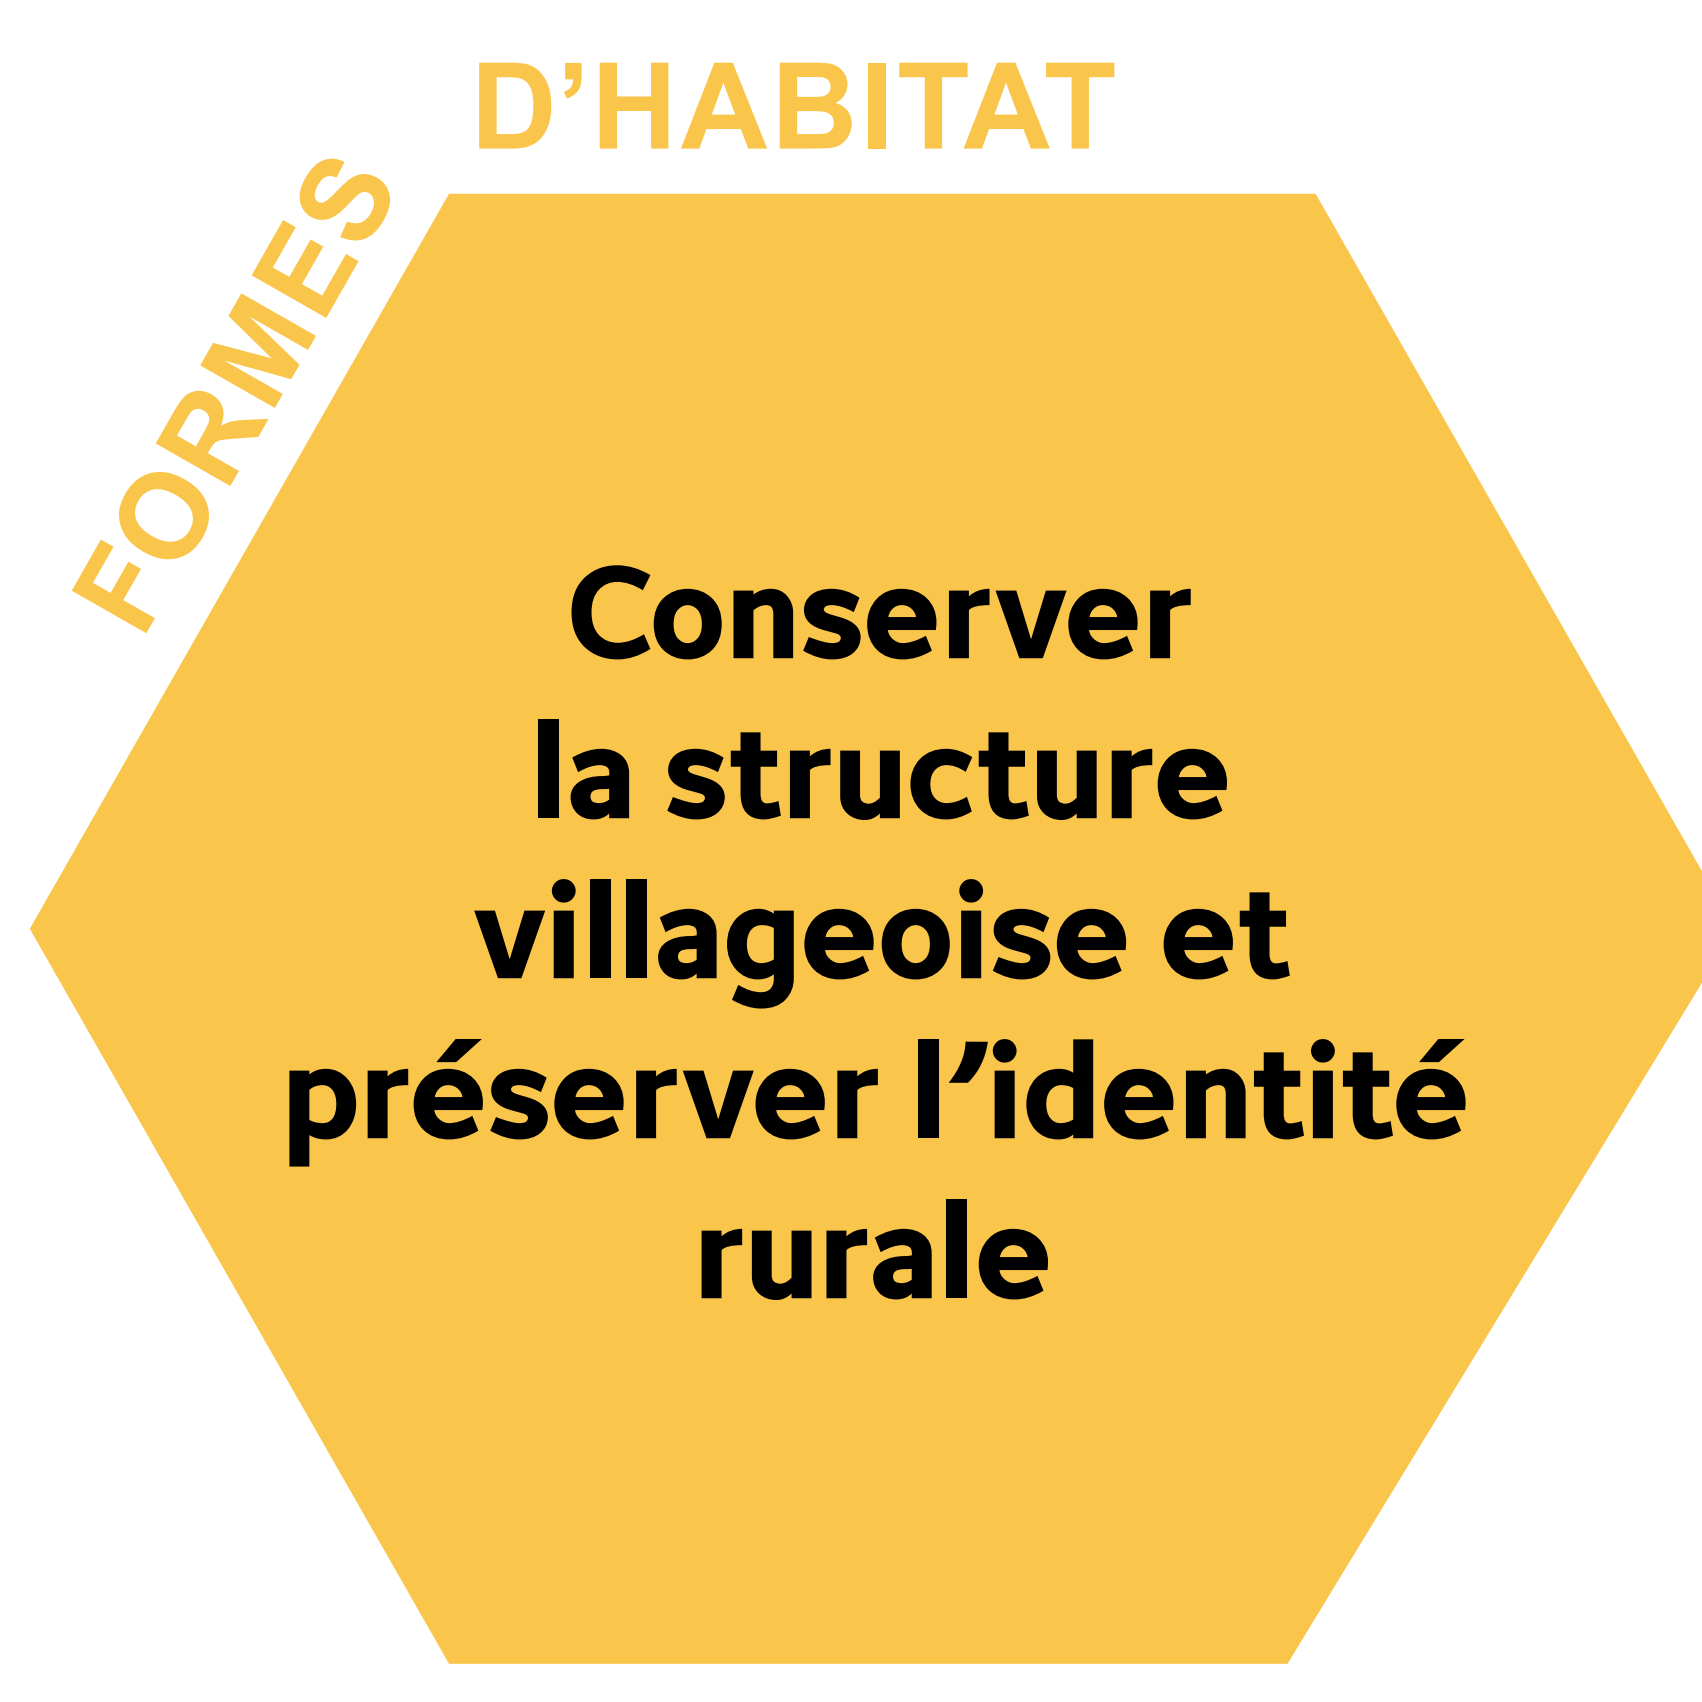 FORMES
D’HABITAT
Conserver
la structure
villageoise et
préserver l’identité
rurale